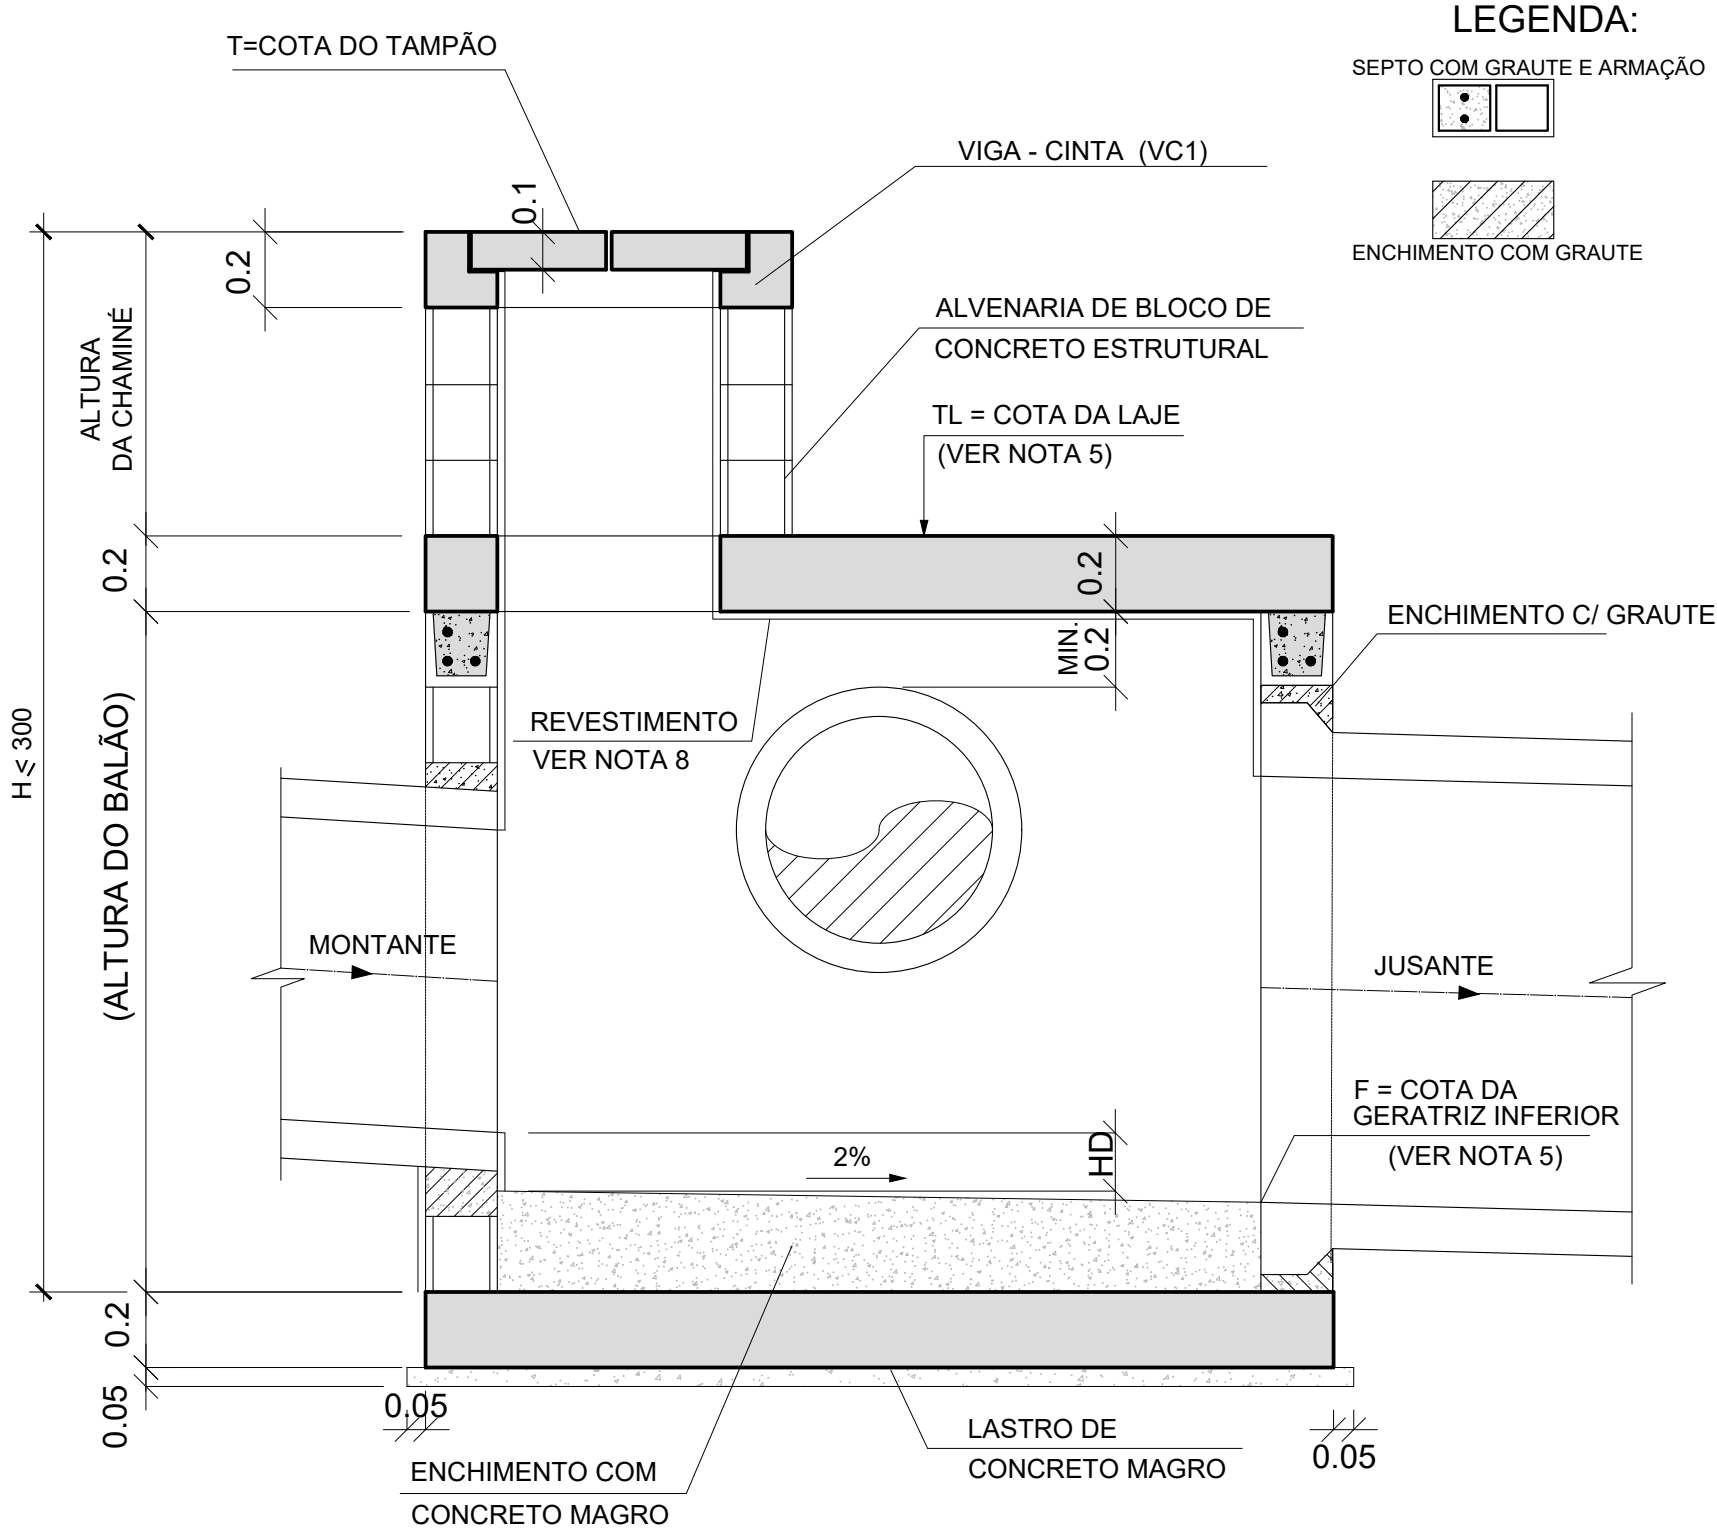 LEGENDA:
T=COTA DO TAMPÃO
SEPTO COM GRAUTE E ARMAÇÃO
VIGA - CINTA  (VC1)
0.1
0.2
ENCHIMENTO COM GRAUTE
ALVENARIA DE BLOCO DE
CONCRETO ESTRUTURAL
ALTURA
DA CHAMINÉ
TL = COTA DA LAJE
(VER NOTA 5)
0.2
0.2
MIN.
0.2
ENCHIMENTO C/ GRAUTE
H ⩽ 300
(ALTURA DO BALÃO)
REVESTIMENTO
VER NOTA 8
MONTANTE
JUSANTE
F = COTA DA
GERATRIZ INFERIOR
(VER NOTA 5)
2%
HD
0.2
0.05
0.05
LASTRO DE
CONCRETO MAGRO
0.05
ENCHIMENTO COM
CONCRETO MAGRO